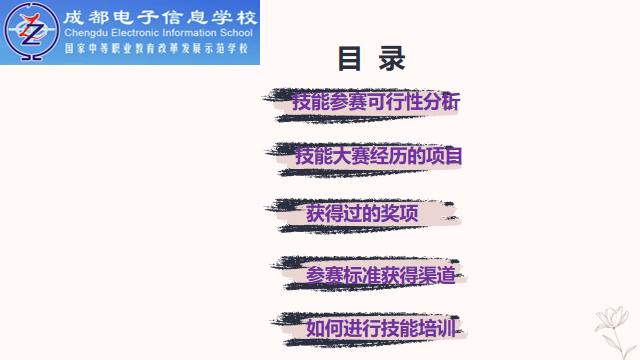 成都电子信息学校
Chengdu Electronic Information School
国家中等职业教育改革发展示范学校
目 录
技能参赛可行性分析
技能大赛经历的项目
获得过的奖项
参赛标准获得渠道
如何进行技能培训